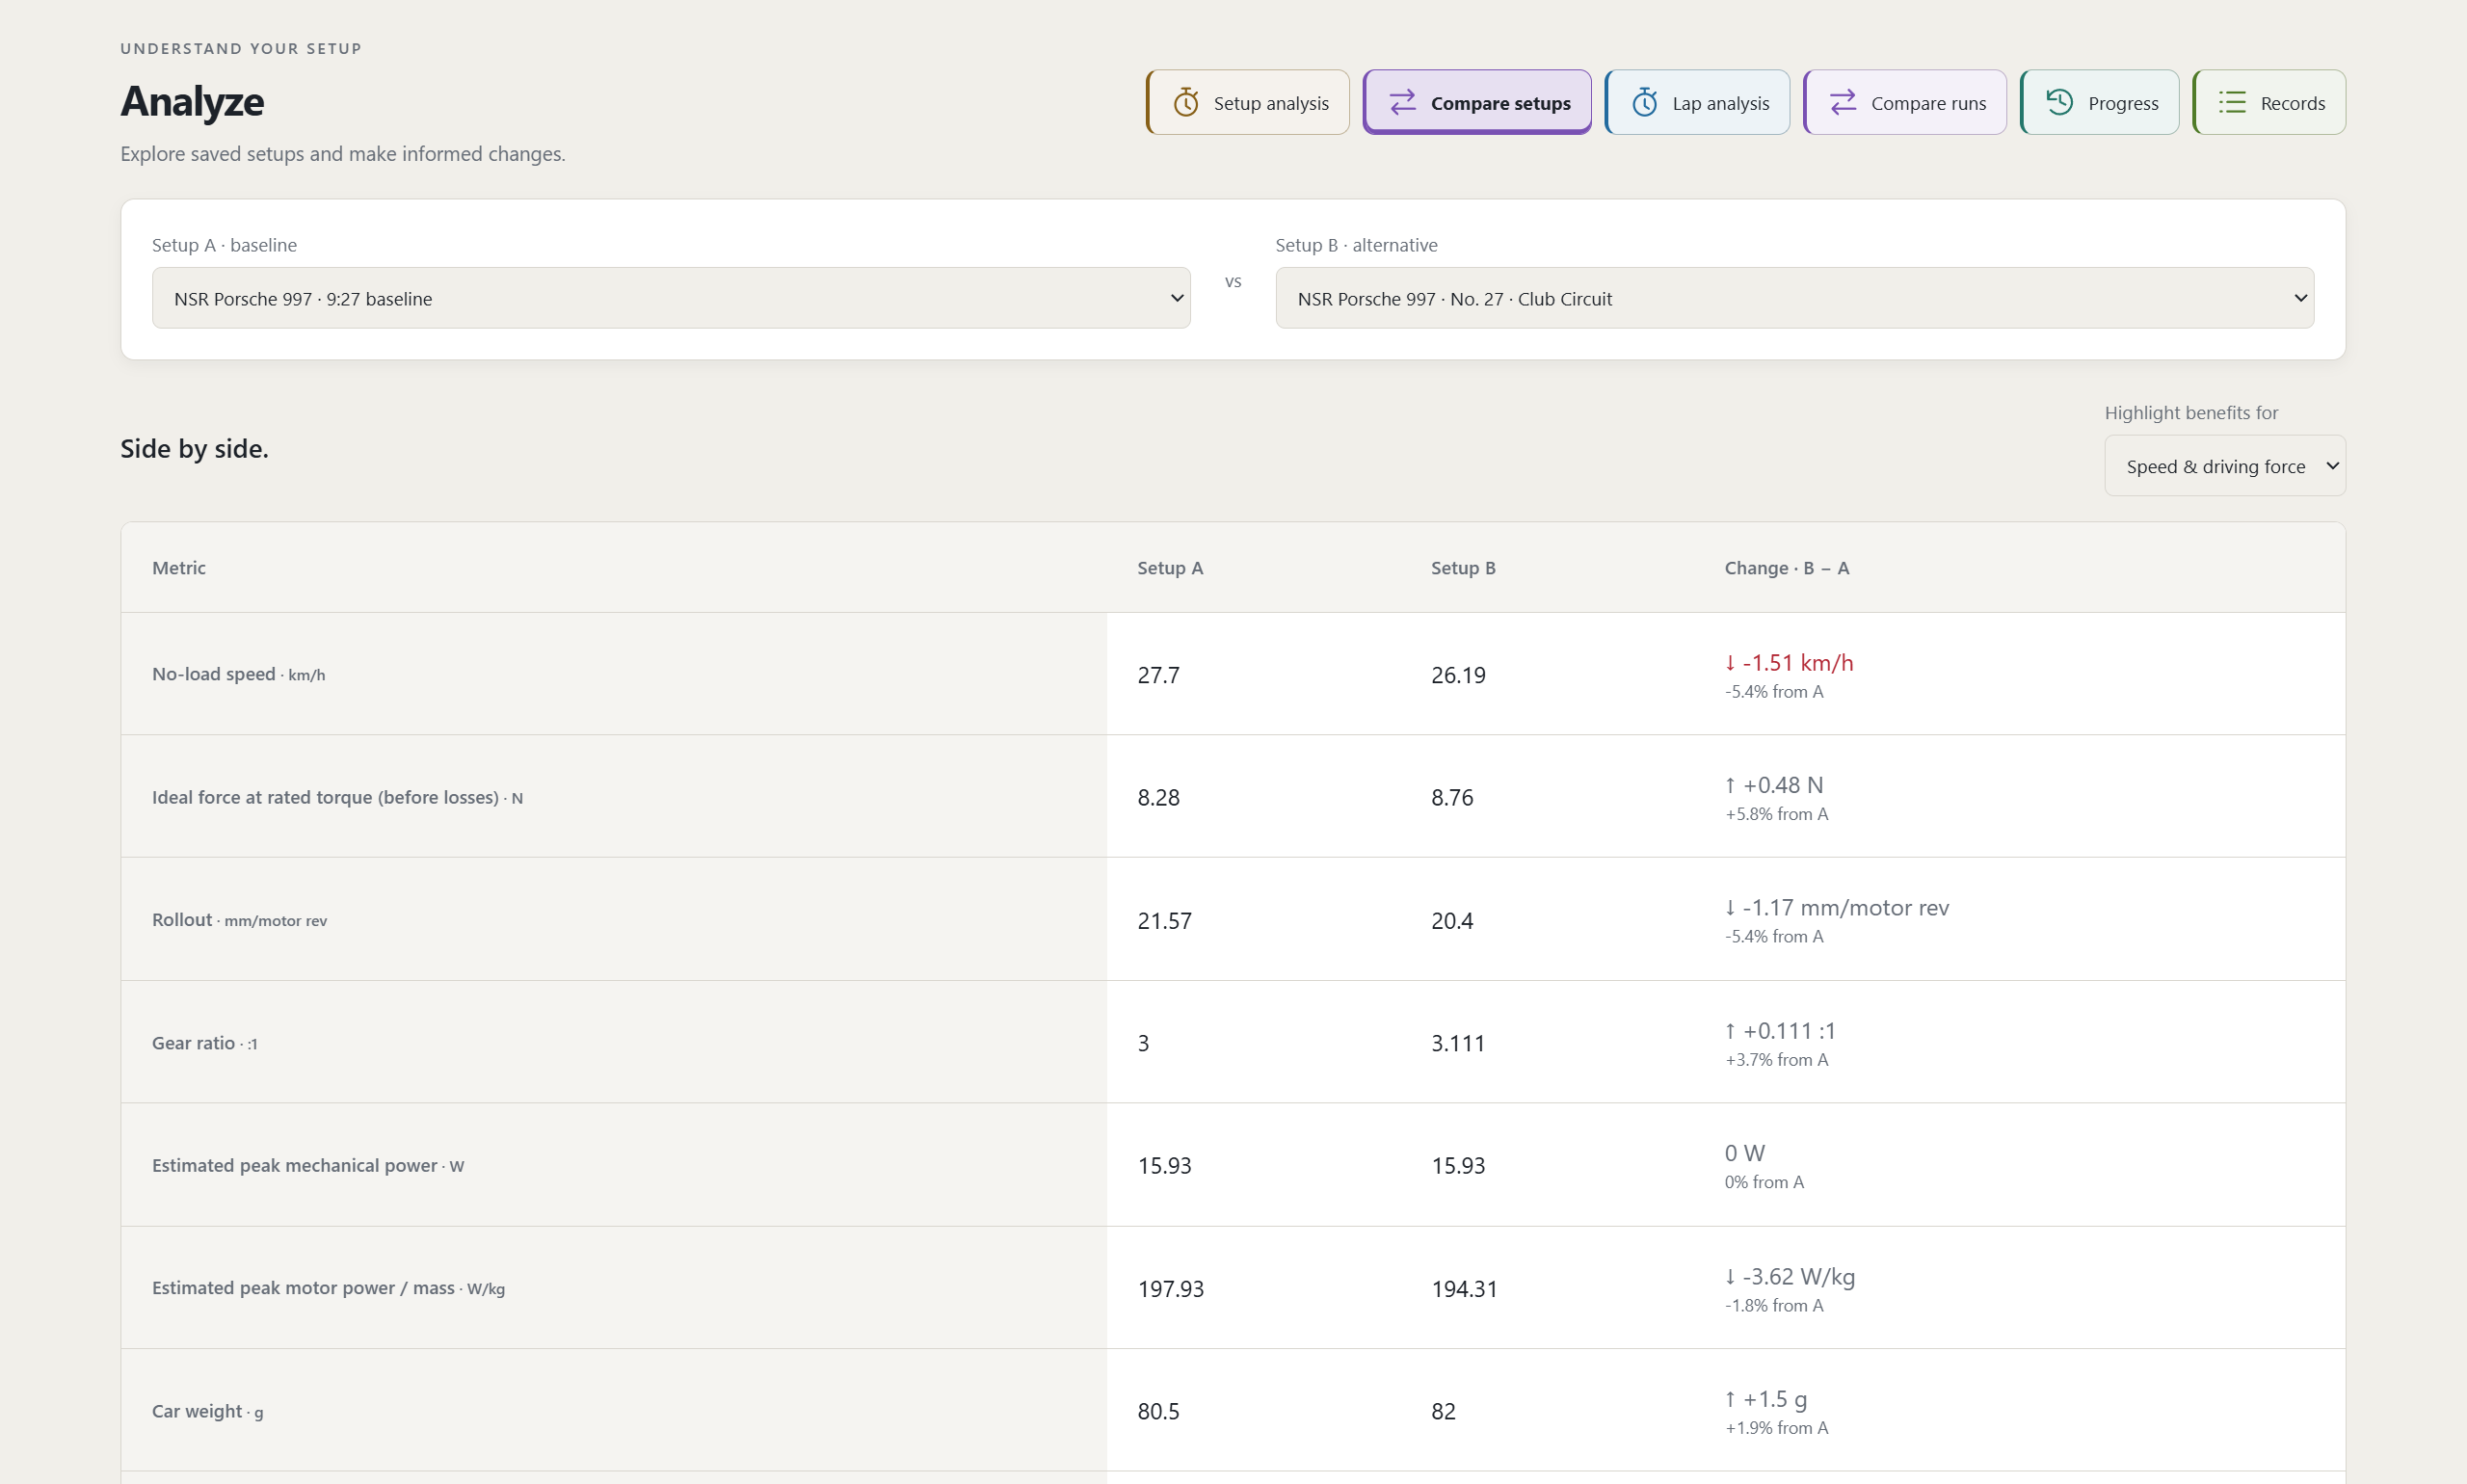 UNDERSTAND YOUR SETUP
Analyze
Explore saved setups and make informed changes.
Setup analysis
Compare setups
Lap analysis
Compare runs
Progress
Records
Setup A · baseline
NSR Porsche 997 · 9:27 baseline
vs
Setup B · alternative
NSR Porsche 997 · No. 27 · Club Circuit
Side by side.
Highlight benefits for
Speed & driving force
Metric Setup A Setup B Change · B − A
No-load speed · km/h 27.7 26.19 ↓ -1.51 km/h
-5.4% from A
Ideal force at rated torque (before losses) · N 8.28 8.76 ↑ +0.48 N
+5.8% from A
Rollout · mm/motor rev 21.57 20.4 ↓ -1.17 mm/motor rev
-5.4% from A
Gear ratio · :1 3 3.111 ↑ +0.111 :1
+3.7% from A
Estimated peak mechanical power · W 15.93 15.93 0 W
0% from A
Estimated peak motor power / mass · W/kg 197.93 194.31 ↓ -3.62 W/kg
-1.8% from A
Car weight · g 80.5 82 ↑ +1.5 g
+1.9% from A